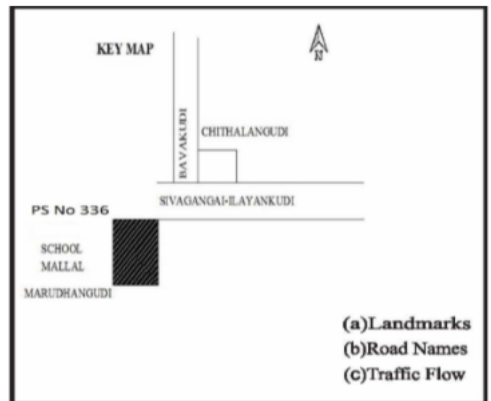 KEY MAP
N
BAVAKUDI
CHITHALANGUDI
SIVAGANGAI-ILAYANKUDI
PS No 336
SCHOOL
MALLAL
MARUDHANGUDI
(a)Landmarks
(b)Road Names
(c)Traffic Flow